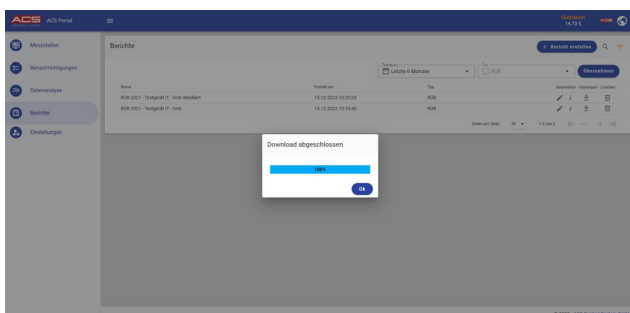 ACS ACS Portal
Guthaben
14,73 €
ACS
Messstellen
Benachrichtigungen
Datenanalyse
Berichte
Einstellungen
Berichte
+ Bericht erstellen
Zeitraum
Letzte 6 Monate
Typ
RÜB
Übernehmen
Name Erstellt am Typ Bearbeiten - Download - Löschen
RÜB 2021 - Testgerät IT - Test detailliert 15.12.2022 10:20:03 RÜB
RÜB 2021 - Testgerät IT - Test 15.12.2022 10:19:40 RÜB
Zeilen pro Seite: 1-2 von 2
Download abgeschlossen
100%
Ok